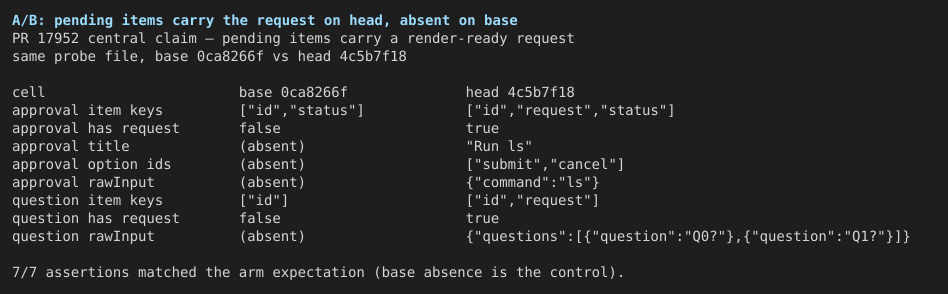 A/B: pending items carry the request on head, absent on base
PR 17952 central claim — pending items carry a render-ready request
same probe file, base 0ca8266f vs head 4c5b7f18
cell base 0ca8266f head 4c5b7f18
approval item keys ["id","status"] ["id","request","status"]
approval has request false true
approval title (absent) "Run ls"
approval option ids (absent) ["submit","cancel"]
approval rawInput (absent) {"command":"ls"}
question item keys ["id"] ["id","request"]
question has request false true
question rawInput (absent) {"questions":[{"question":"Q0?"},{"question":"Q1?"}]}
7/7 assertions matched the arm expectation (base absence is the control).